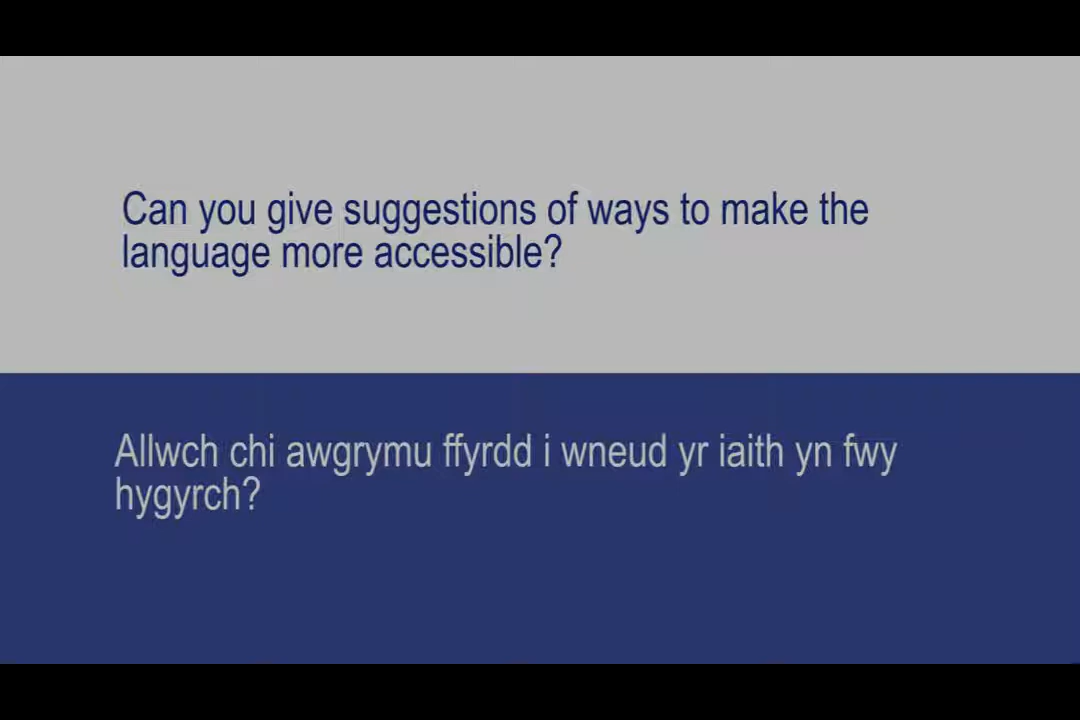 Can you give suggestions of ways to make the
language more accessible?
Allwch chi awgrymu ffyrdd i wneud yr iaith yn fwy
hygyrch?